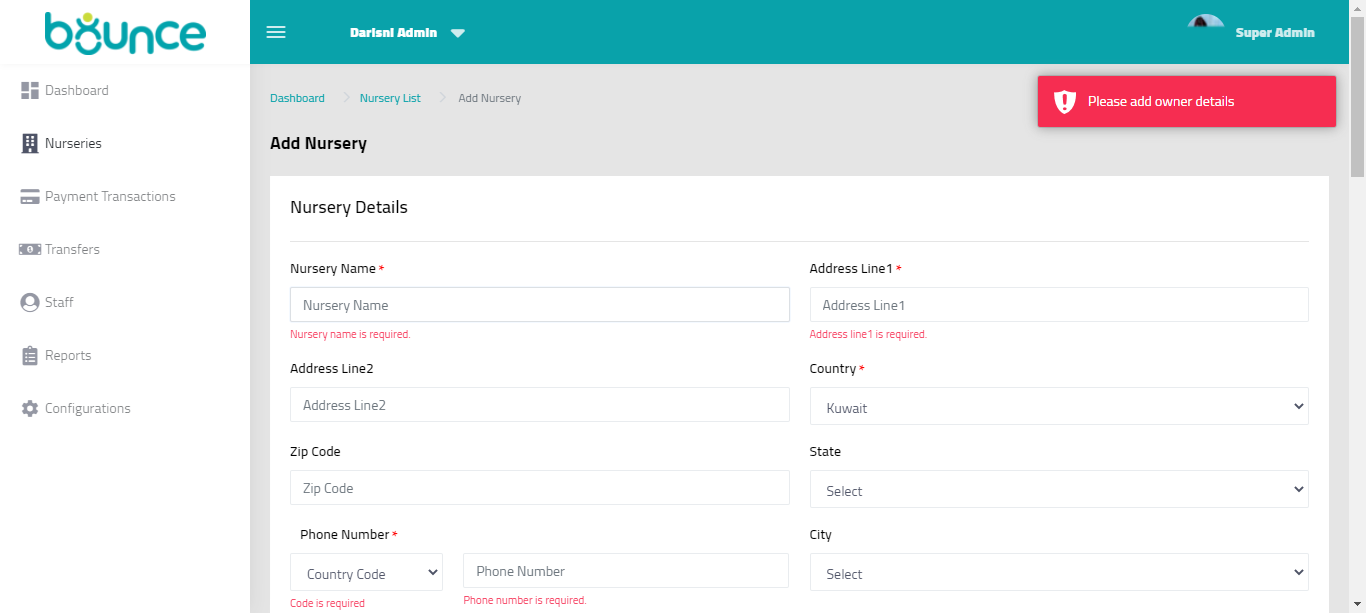 bounce
Darisni Admin
Super Admin
Dashboard
Nurseries
Payment Transactions
Transfers
Staff
Reports
Configurations
Dashboard Nursery List Add Nursery
Please add owner details
Add Nursery
Nursery Details
Nursery Name *
Nursery Name
Nursery name is required.
Address Line1 *
Address Line1
Address line1 is required.
Address Line2
Address Line2
Country *
Kuwait
Zip Code
Zip Code
State
Select
Phone Number *
Country Code
Code is required
Phone Number
Phone number is required.
City
Select